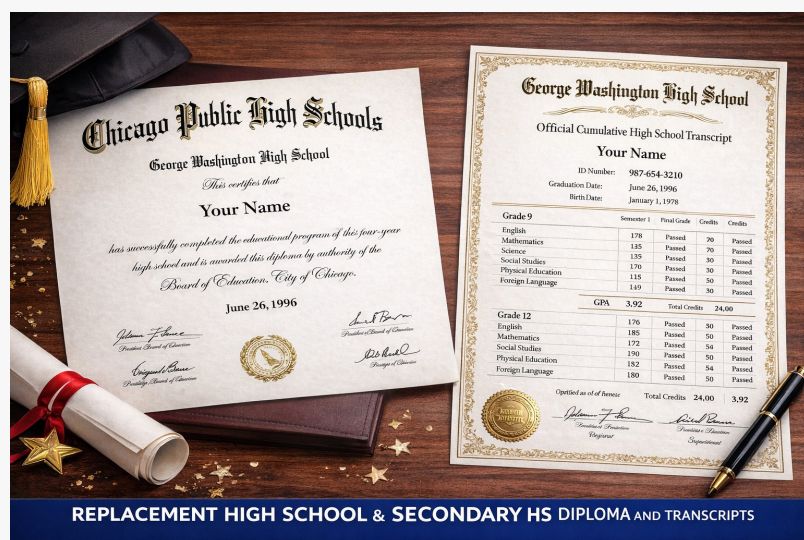 Chicago Public High Schools
George Washington High School
This certifies that
Your Name
has successfully completed the educational program of this four-year
high school and is awarded this diploma by authority of the
Board of Education, City of Chicago.
June 26, 1996
President Board of Education
George Washington High School
Official Cumulative High School Transcript
Your Name
ID Number: 987-654-3210
Graduation Date: June 26, 1996
Birth Date: January 1, 1978
Grade 9 Semester 1 Final Grade Credits Credits
English 178 Passed 70 Passed
Mathematics 135 Passed 70 Passed
Science 139 Passed 30 Passed
Social Studies 170 Passed 30 Passed
Physical Education 115 Passed 50 Passed
Foreign Language 149 Passed 30 Passed
GPA 3,92 Total Credits 24,00
Grade 12
English 176 Passed 30 Passed
Mathematics 185 Passed 50 Passed
Social Studies 172 Passed 54 Passed
Physical Education 190 Passed 50 Passed
Foreign Language 152 Passed 54 Passed
180 Passed 50 Passed
Total Credits 24,00 3,92
Registrar
REPLACEMENT HIGH SCHOOL & SECONDARY HS DIPLOMA AND TRANSCRIPTS